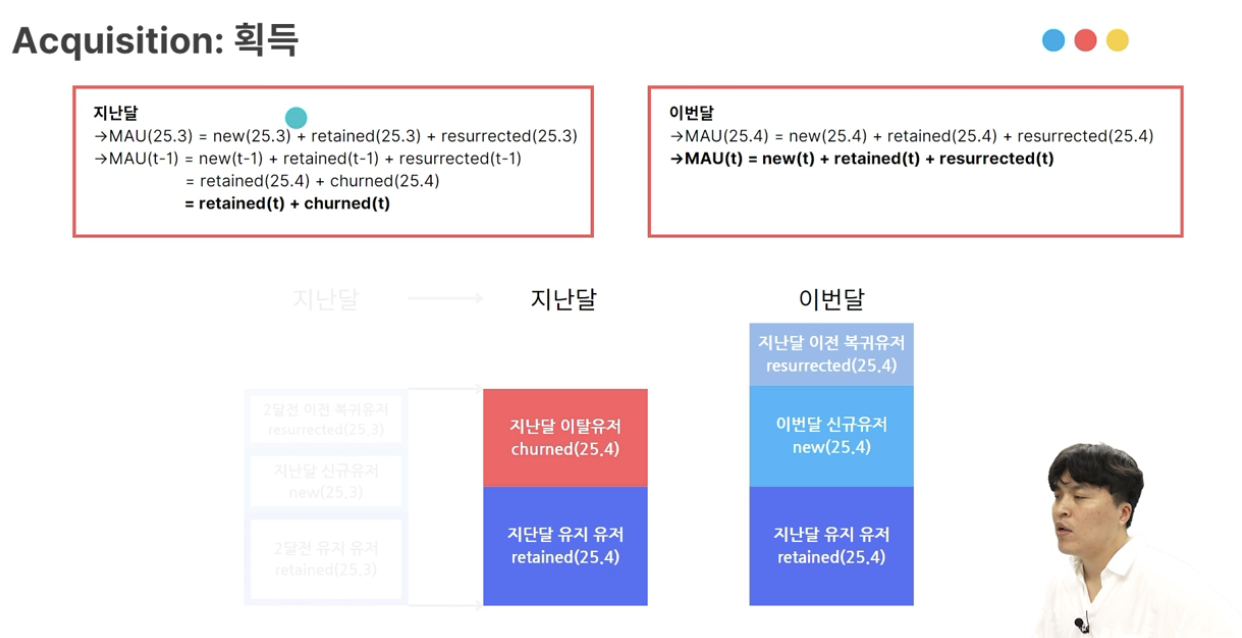 Acquisition: 획득
지난달
→MAU(25.3) = new(25.3) + retained(25.3) + resurrected(25.3)
→MAU(t-1) = new(t-1) + retained(t-1) + resurrected(t-1)
= retained(25.4) + churned(25.4)
= retained(t) + churned(t)
이번달
→MAU(25.4) = new(25.4) + retained(25.4) + resurrected(25.4)
→MAU(t) = new(t) + retained(t) + resurrected(t)
지난달
지난달
이번달
2달전 이전 복귀유저
resurrected(25.3)
지난달 신규유저
new(25.3)
2달전 유지 유저
retained(25.3)
지난달 이탈유저
churned(25.4)
지단달 유지 유저
retained(25.4)
지난달 이전 복귀유저
resurrected(25.4)
이번달 신규유저
new(25.4)
지난달 유지 유저
retained(25.4)